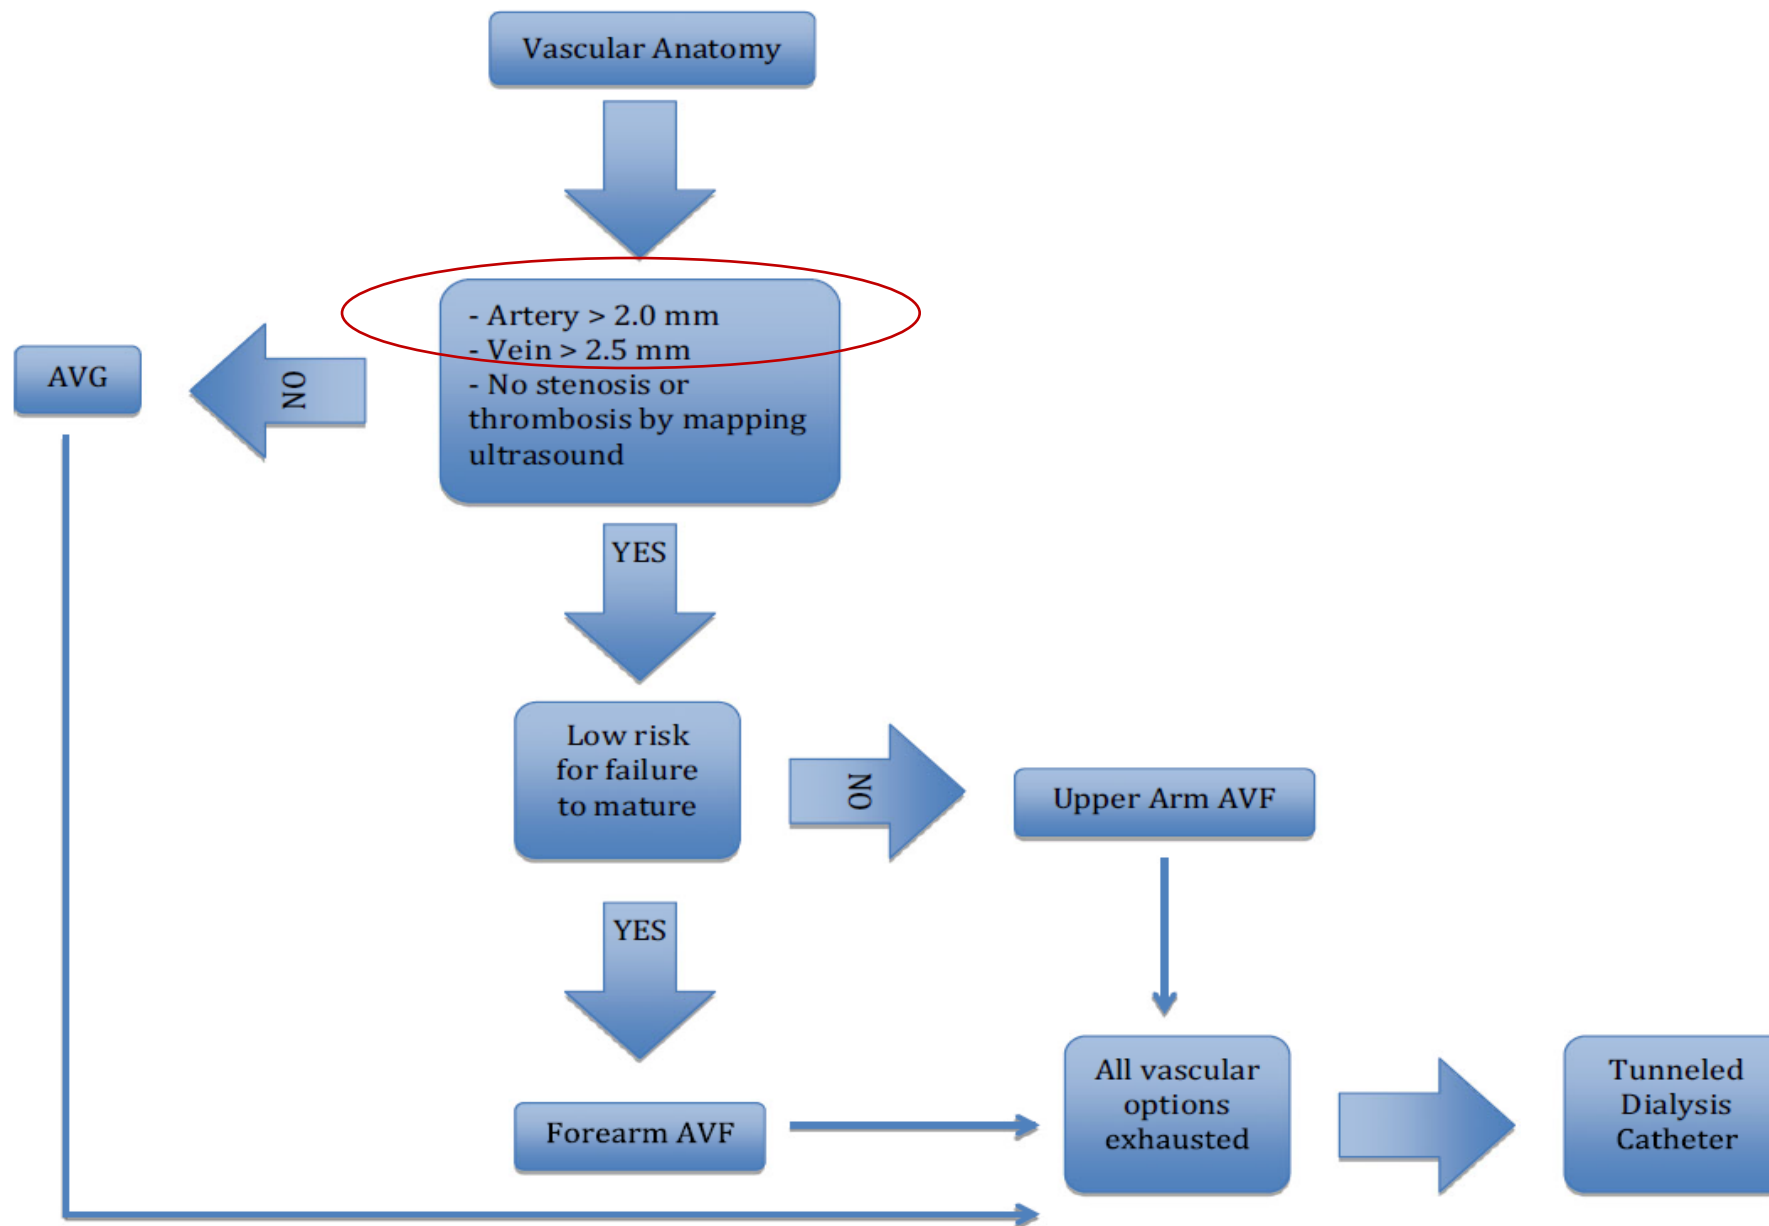 Vascular Anatomy
- Artery > 2.0 mm
- Vein > 2.5 mm
- No stenosis or
thrombosis by mapping
ultrasound
NO
AVG
YES
Low risk
for failure
to mature
NO
Upper Arm AVF
YES
Forearm AVF
All vascular
options
exhausted
Tunneled
Dialysis
Catheter